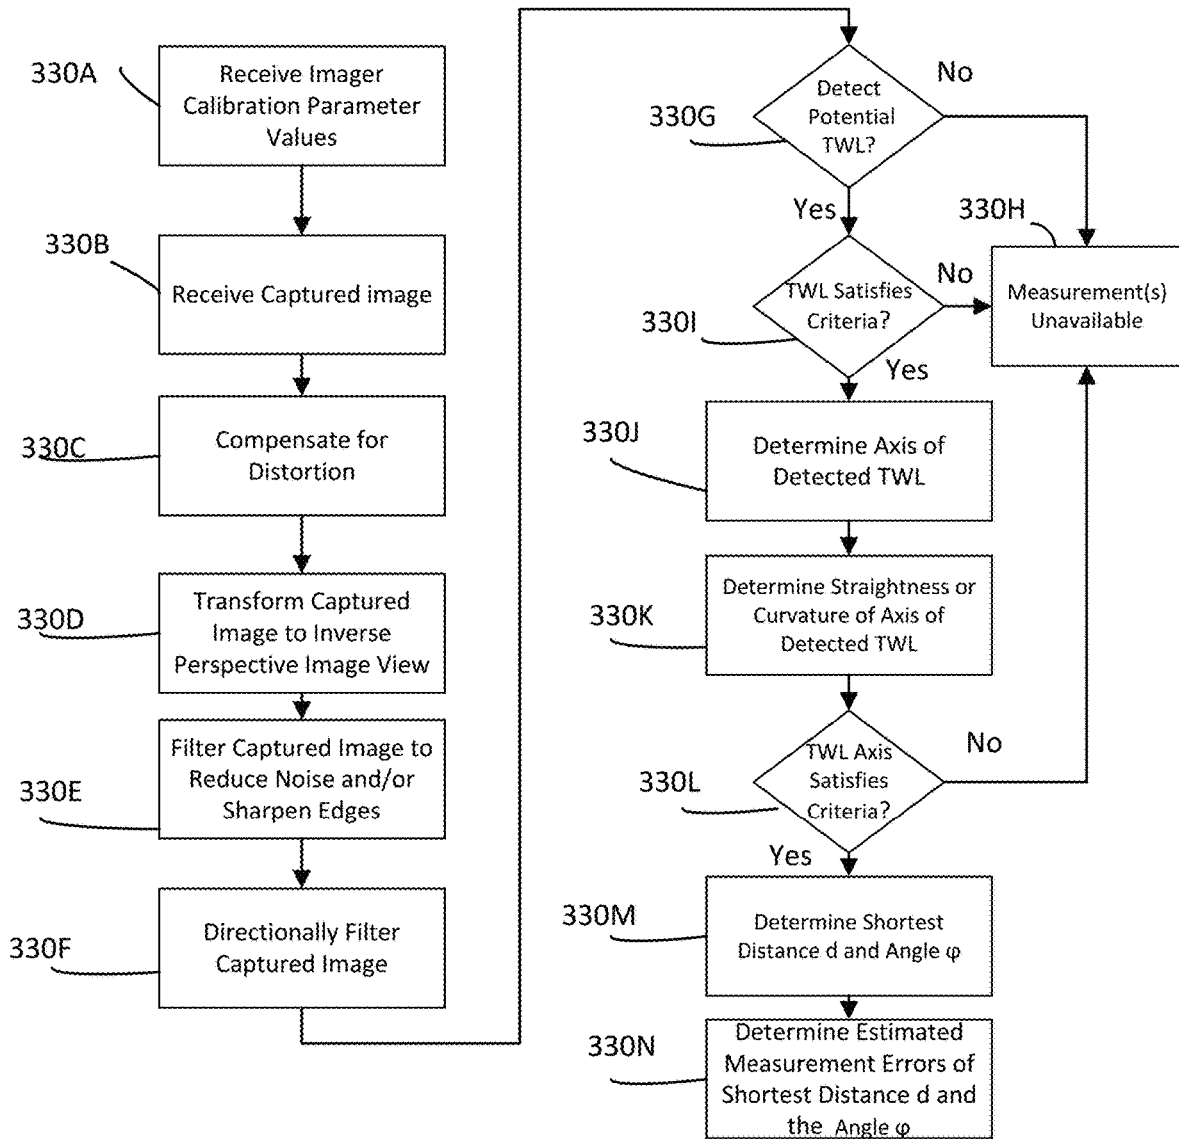 330A
Receive Imager
Calibration Parameter
Values
330B
Receive Captured image
330C
Compensate for
Distortion
330D
Transform Captured
Image to Inverse
Perspective Image View
330E
Filter Captured Image to
Reduce Noise and/or
Sharpen Edges
330F
Directionally Filter
Captured Image
330G
Detect
Potential
TWL?
No
Yes
330H
Measurement(s)
Unavailable
330I
TWL Satisfies
Criteria?
No
Yes
330J
Determine Axis of
Detected TWL
330K
Determine Straightness or
Curvature of Axis of
Detected TWL
330L
TWL Axis
Satisfies
Criteria?
No
Yes
330M
Determine Shortest
Distance d and Angle φ
330N
Determine Estimated
Measurement Errors of
Shortest Distance d and
the Angle φ